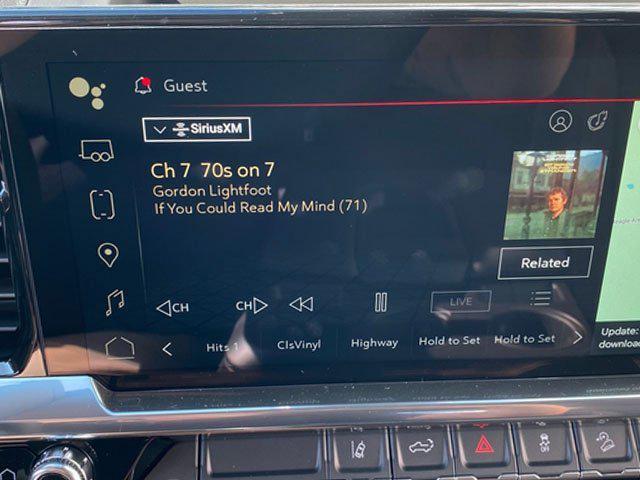 Guest
SiriusXM
Ch 7 70s on 7
Gordon Lightfoot
If You Could Read My Mind (71)
Related
CH
CH
LIVE
Hits 1
ClsVinyl
Highway
Hold to Set
Hold to Set
Update:
download
OFF